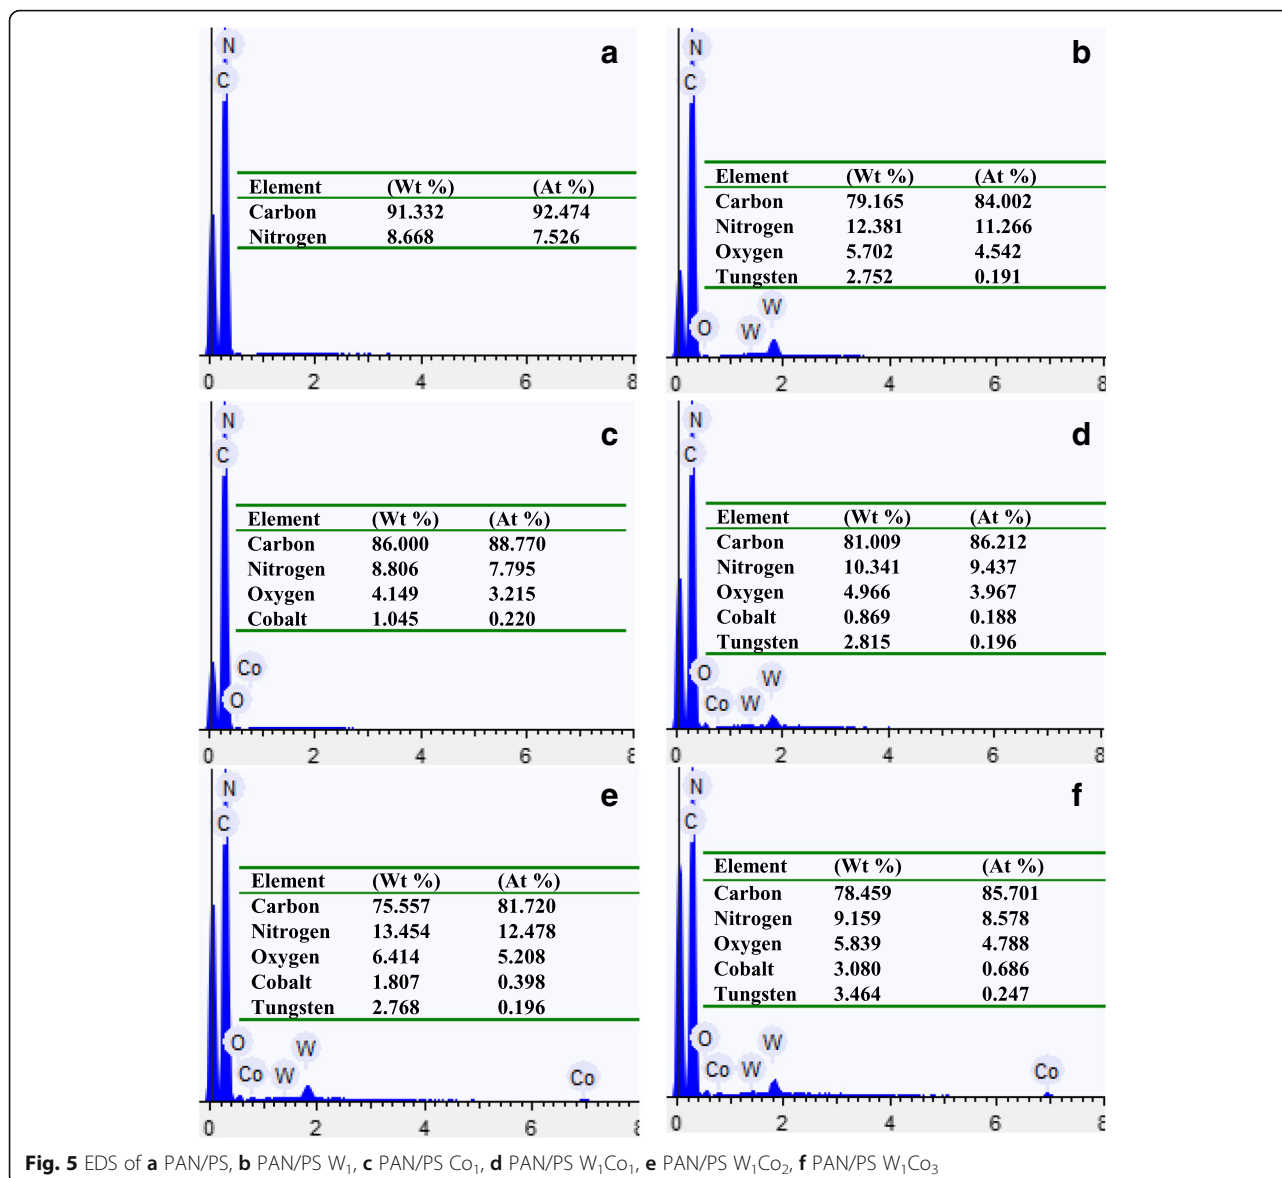 a
N
C
Element (Wt %) (At %)
Carbon 91.332 92.474
Nitrogen 8.668 7.526
0 2 4 6 8
b
N
C
Element (Wt %) (At %)
Carbon 79.165 84.002
Nitrogen 12.381 11.266
Oxygen 5.702 4.542
Tungsten 2.752 0.191
W
O W
0 2 4 6 8
c
N
C
Element (Wt %) (At %)
Carbon 86.000 88.770
Nitrogen 8.806 7.795
Oxygen 4.149 3.215
Cobalt 1.045 0.220
Co
O
0 2 4 6 8
d
N
C
Element (Wt %) (At %)
Carbon 81.009 86.212
Nitrogen 10.341 9.437
Oxygen 4.966 3.967
Cobalt 0.869 0.188
Tungsten 2.815 0.196
O W
Co W
0 2 4 6 8
e
N
C
Element (Wt %) (At %)
Carbon 75.557 81.720
Nitrogen 13.454 12.478
Oxygen 6.414 5.208
Cobalt 1.807 0.398
Tungsten 2.768 0.196
O W
Co W Co
0 2 4 6 8
f
N
C
Element (Wt %) (At %)
Carbon 78.459 85.701
Nitrogen 9.159 8.578
Oxygen 5.839 4.788
Cobalt 3.080 0.686
Tungsten 3.464 0.247
O W
Co W Co
0 2 4 6 8
Fig. 5 EDS of a PAN/PS, b PAN/PS W₁, c PAN/PS Co₁, d PAN/PS W₁Co₁, e PAN/PS W₁Co₂, f PAN/PS W₁Co₃